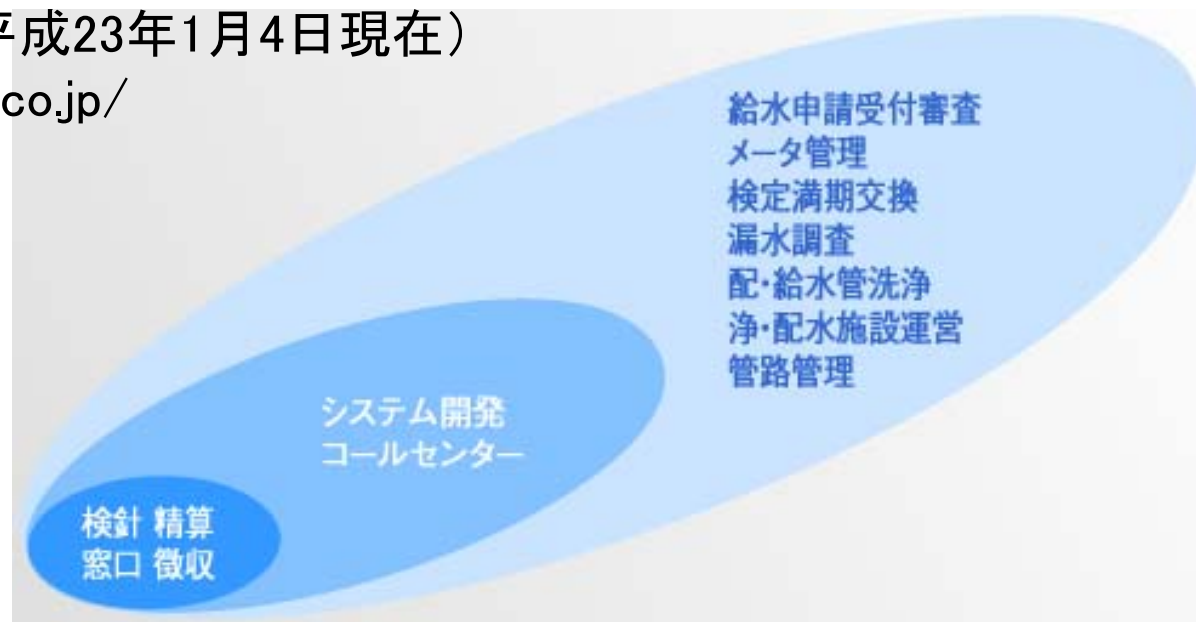 平成23年1月4日現在）
co.jp/
給水申請受付審査
メータ管理
検定満期交換
漏水調査
配・給水管洗浄
浄・配水施設運営
管路管理
システム開発
コールセンター
検針 精算
窓口 徴収